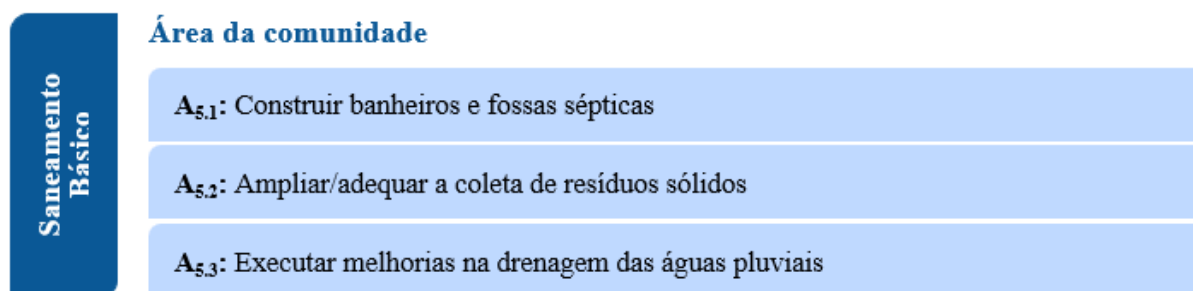 Saneamento
Básico
Área da comunidade
A5.1: Construir banheiros e fossas sépticas
A5.2: Ampliar/adequar a coleta de resíduos sólidos
A5.3: Executar melhorias na drenagem das águas pluviais